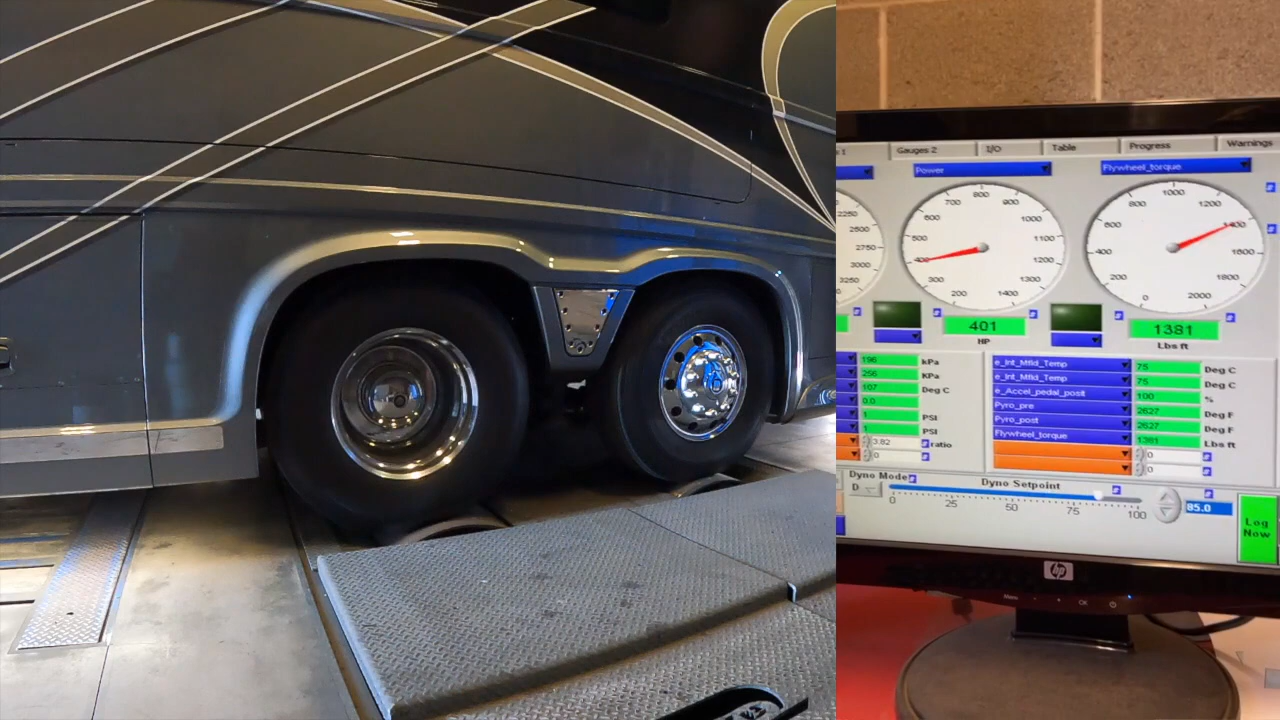 Gauges 2 I/O Table Progress Warnings
Power
Flywheel_torque
2250
2500
2750
3000
200 300 400 500 600 700 800 900 1000 1100 1200 1300 1400
0 400 600 800 1000 1200 1400 1600 1800 2000
401
HP
1381
Lbs ft
196 kPa
256 KPa
107 Deg C
0.0
1 PSI
1 PSI
3.82 ratio
0
e_Int_Mfld_Temp 75 Deg C
e_Int_Mfld_Temp 75 Deg C
e_Accel_pedal_posit 100 %
Pyro_pre 2627 Deg F
Pyro_post 2627 Deg F
Flywheel_torque 1381 Lbs ft
0
0
Dyno Mode
D
Dyno Setpoint
0 25 50 75 100
85.0
Log
Now
hp
Menu OK